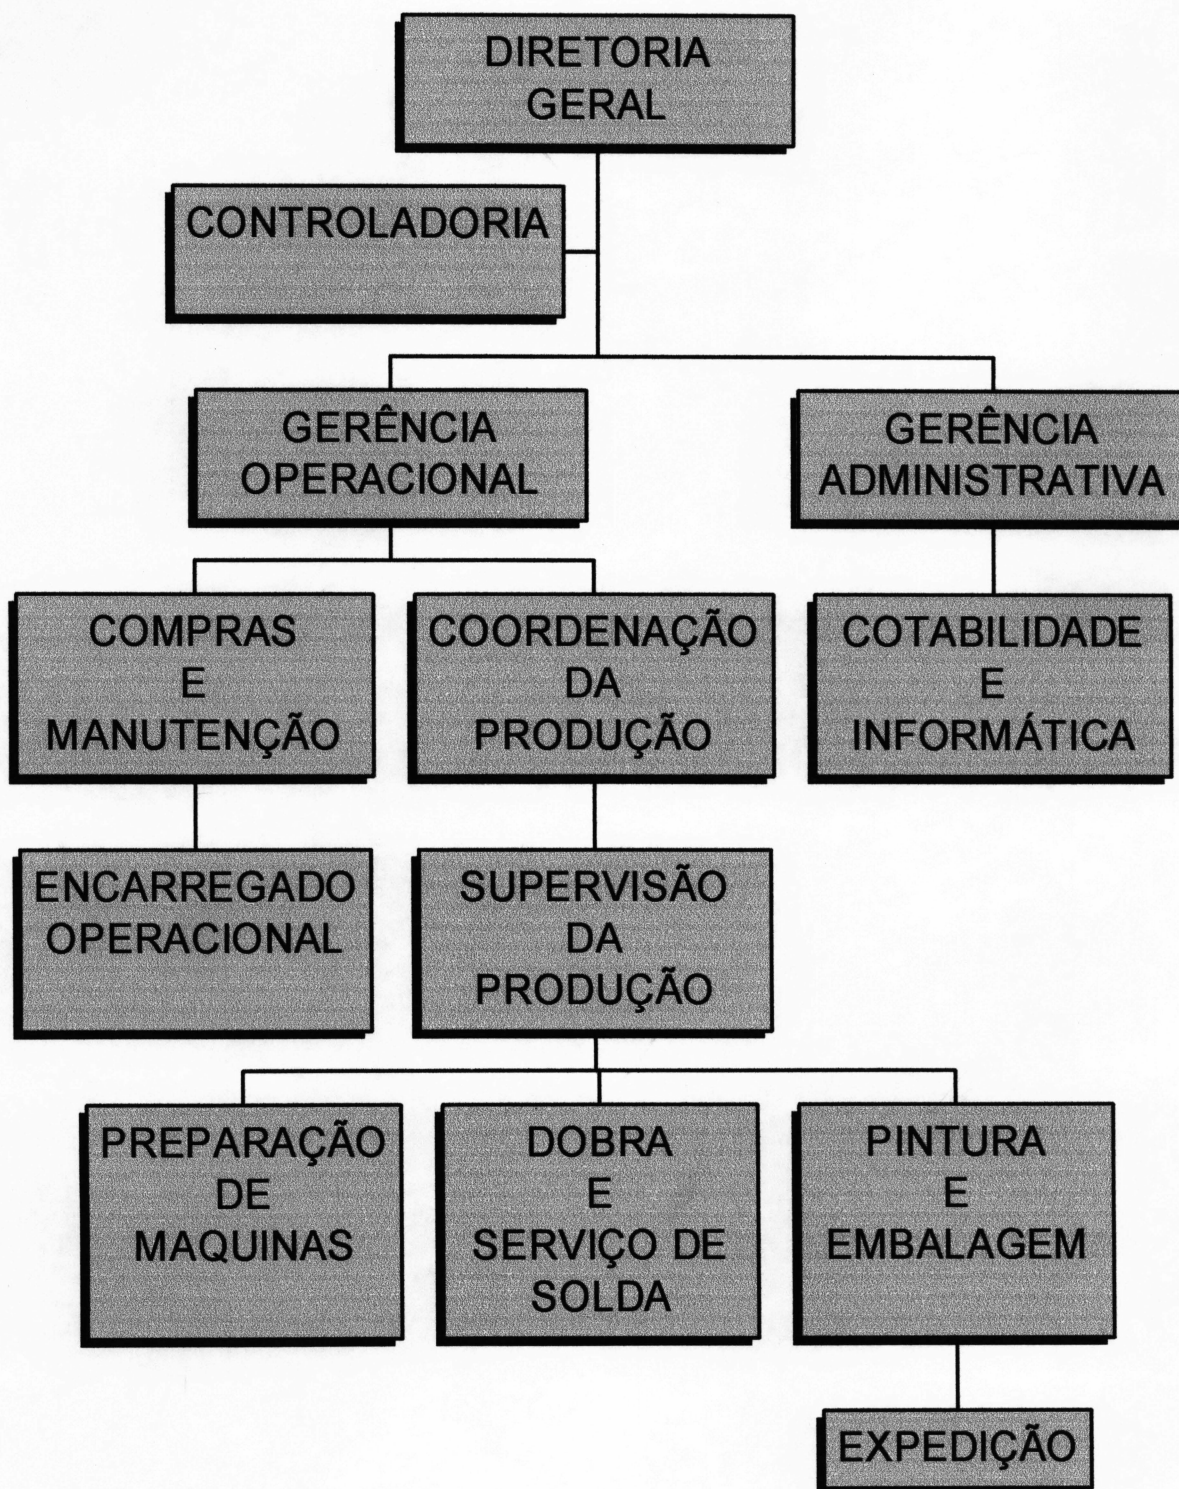 DIRETORIA
GERAL
CONTROLADORIA
GERÊNCIA
OPERACIONAL
GERÊNCIA
ADMINISTRATIVA
COMPRAS
E
MANUTENÇÃO
COORDENAÇÃO
DA
PRODUÇÃO
COTABILIDADE
E
INFORMÁTICA
ENCARREGADO
OPERACIONAL
SUPERVISÃO
DA
PRODUÇÃO
PREPARAÇÃO
DE
MAQUINAS
DOBRA
E
SERVIÇO DE
SOLDA
PINTURA
E
EMBALAGEM
EXPEDIÇÃO